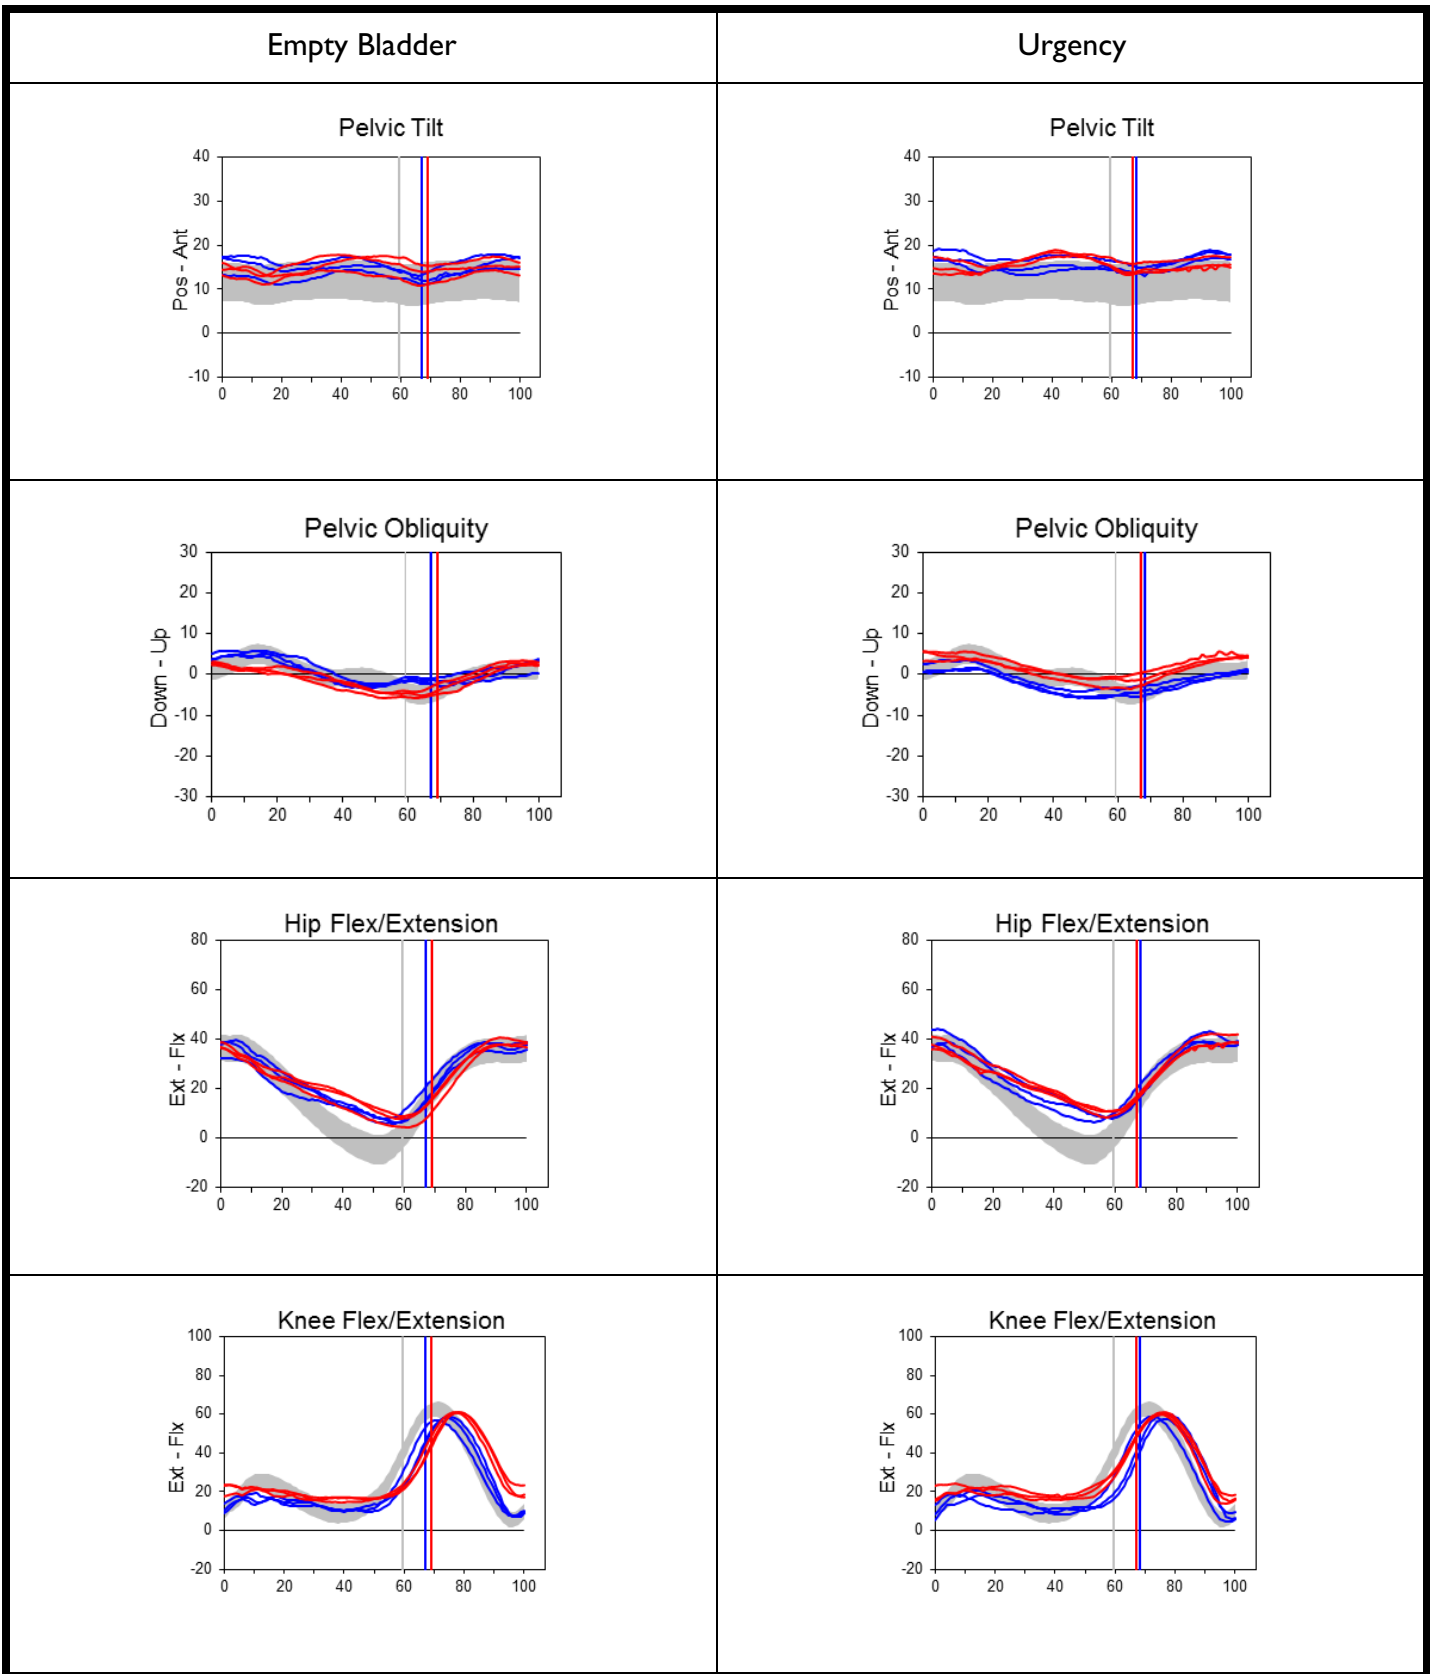 Empty Bladder
Urgency
Pelvic Tilt
Pos - Ant
40
30
20
10
0
-10
0 20 40 60 80 100
Pelvic Tilt
Pos - Ant
40
30
20
10
0
-10
0 20 40 60 80 100
Pelvic Obliquity
Down - Up
30
20
10
0
-10
-20
-30
0 20 40 60 80 100
Pelvic Obliquity
Down - Up
30
20
10
0
-10
-20
-30
0 20 40 60 80 100
Hip Flex/Extension
Ext - Flx
80
60
40
20
0
-20
0 20 40 60 80 100
Hip Flex/Extension
Ext - Flx
80
60
40
20
0
-20
0 20 40 60 80 100
Knee Flex/Extension
Ext - Flx
100
80
60
40
20
0
-20
0 20 40 60 80 100
Knee Flex/Extension
Ext - Flx
100
80
60
40
20
0
-20
0 20 40 60 80 100